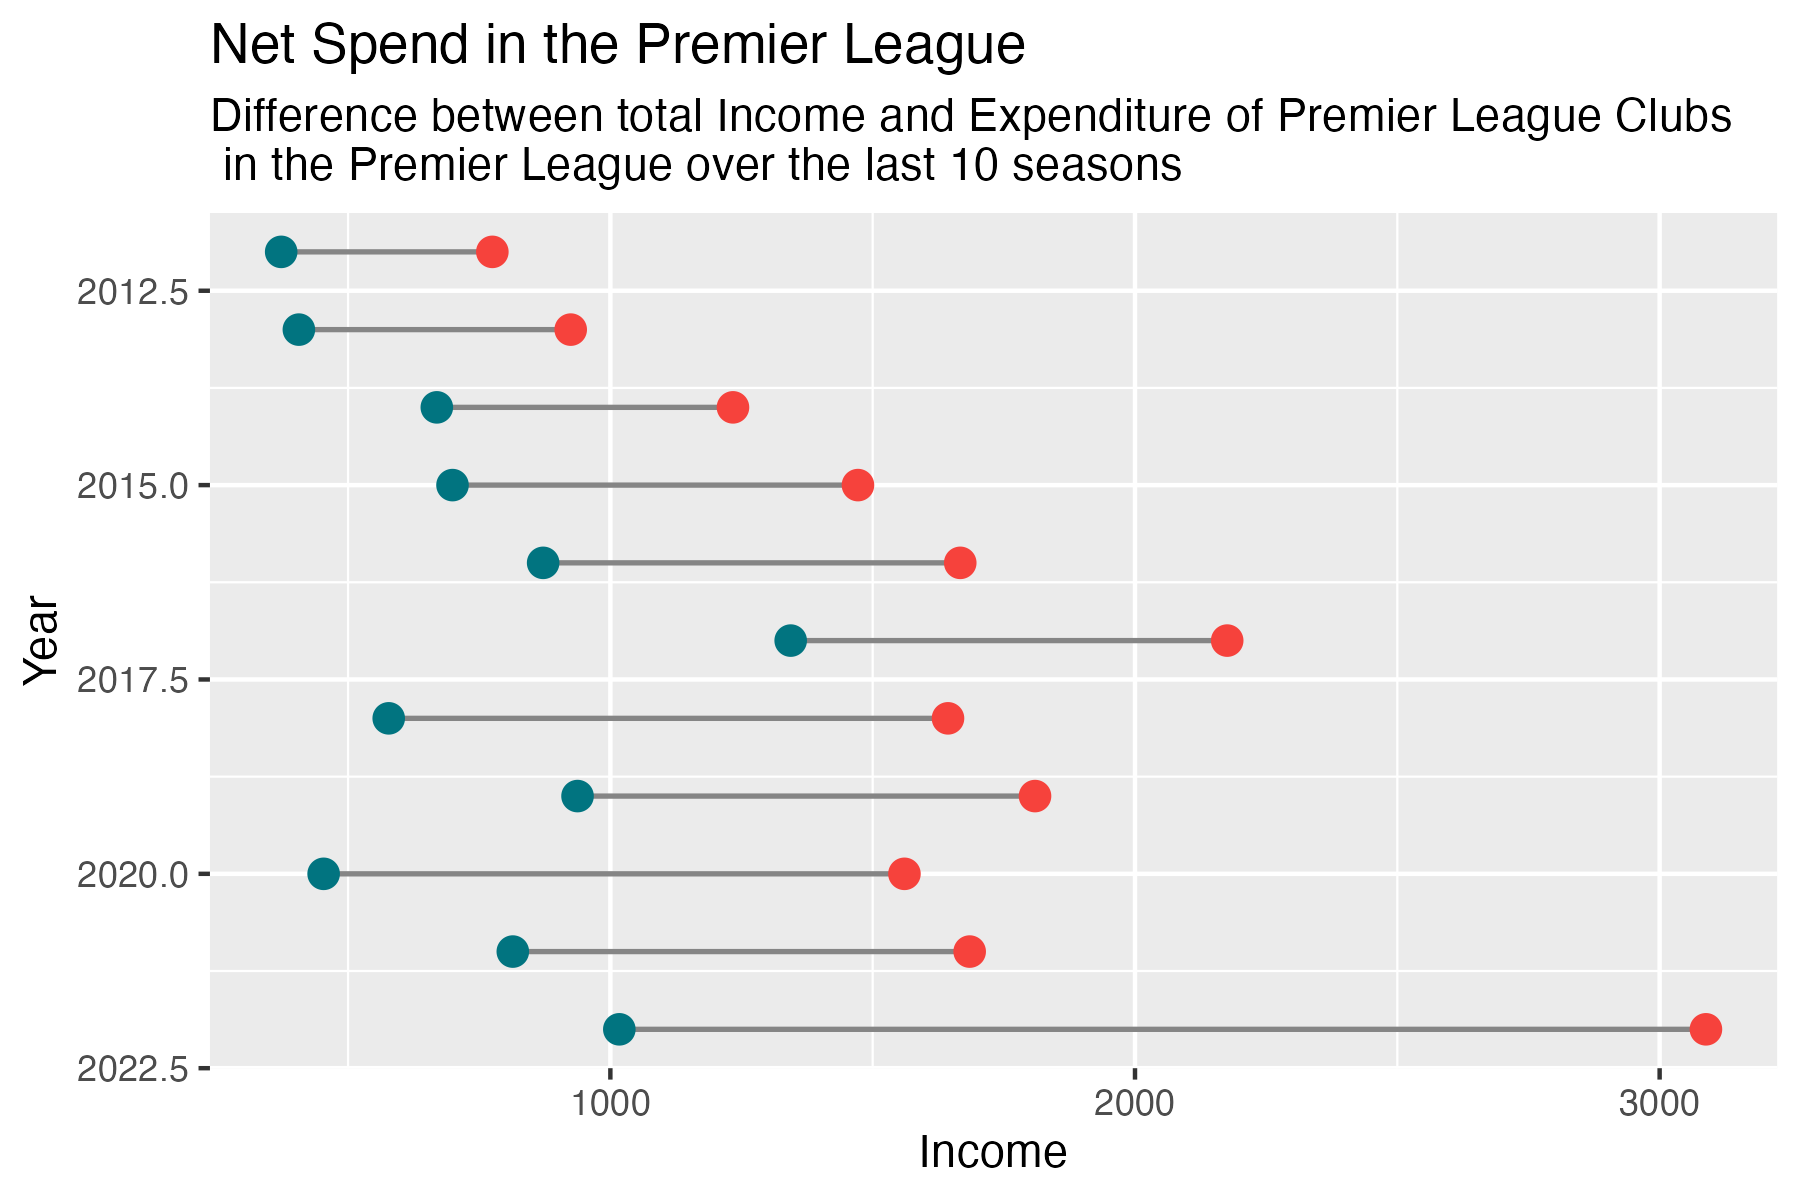 Net Spend in the Premier League
Difference between total Income and Expenditure of Premier League Clubs
in the Premier League over the last 10 seasons
Year
2012.5
2015.0
2017.5
2020.0
2022.5
1000 2000 3000
Income